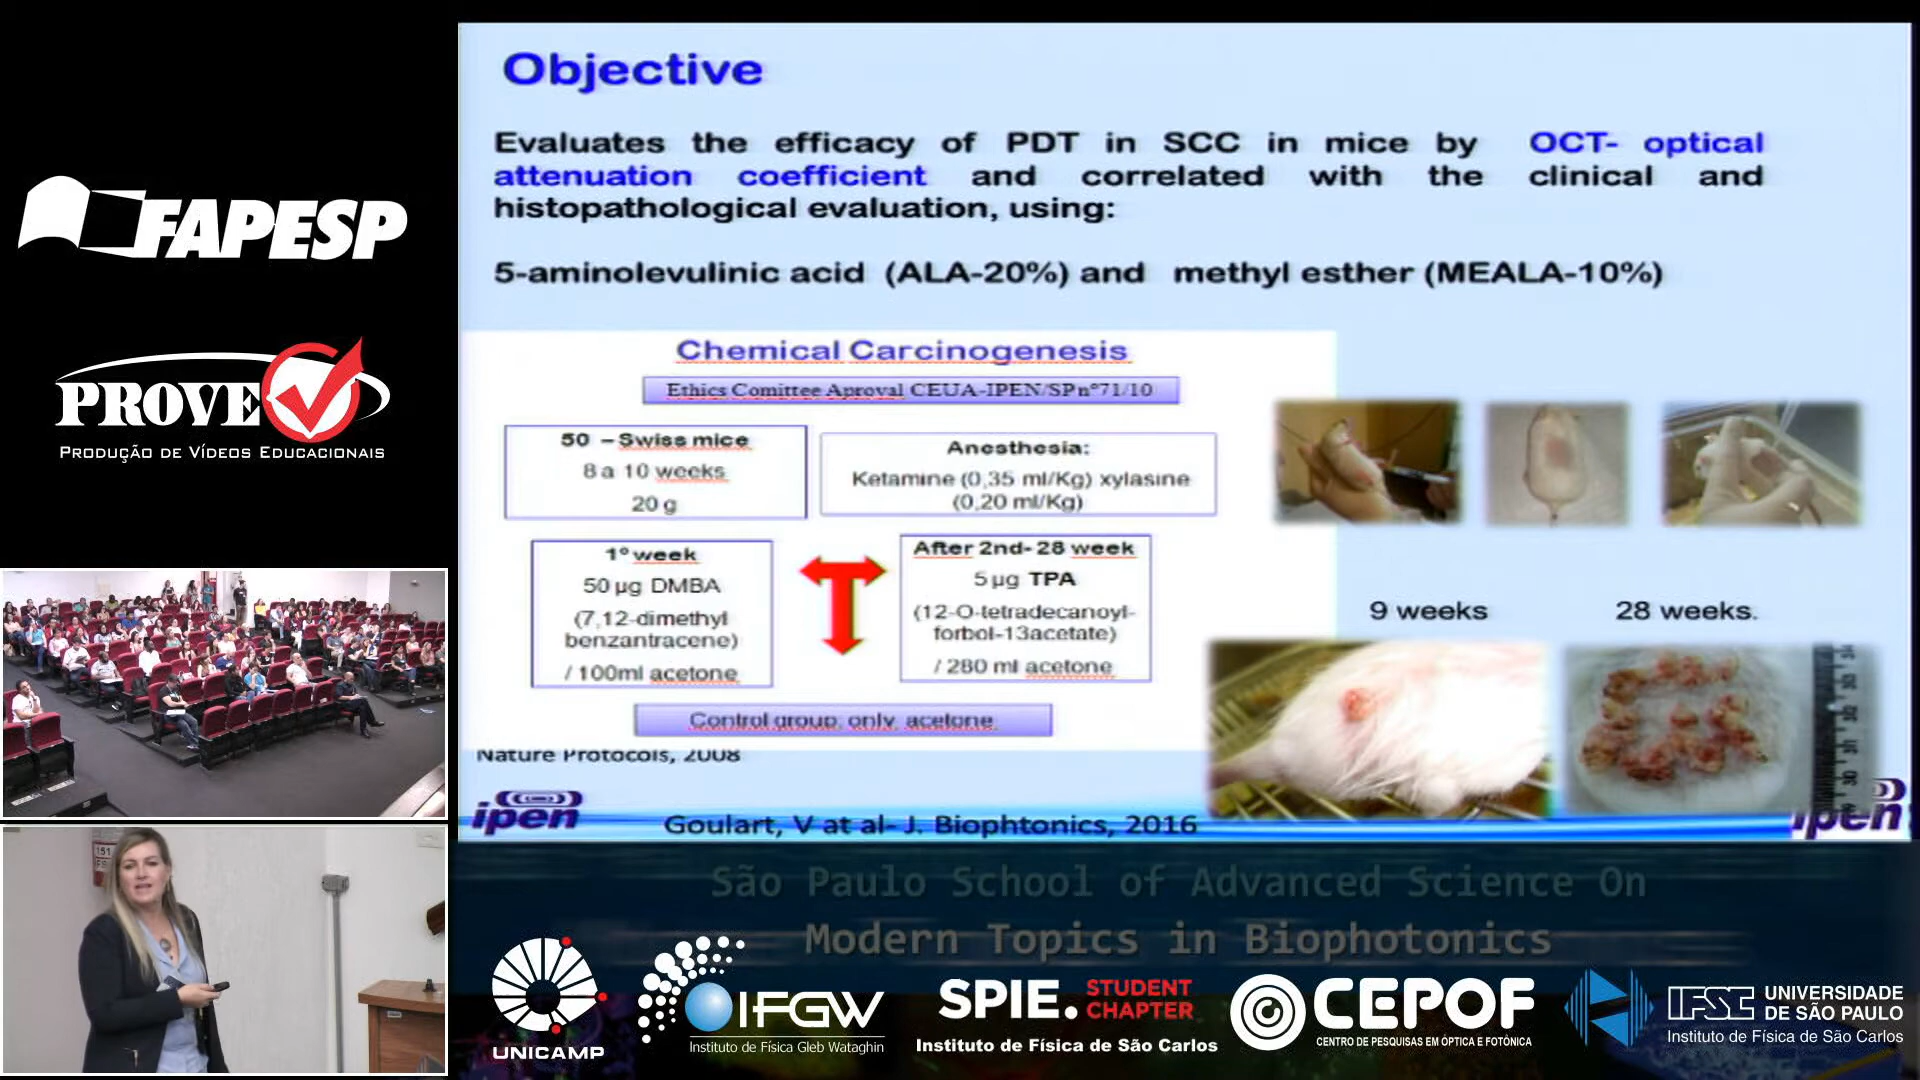 Objective
Evaluates the efficacy of PDT in SCC in mice by OCT- optical
attenuation coefficient and correlated with the clinical and
histopathological evaluation, using:
5-aminolevulinic acid (ALA-20%) and methyl esther (MEALA-10%)
Chemical Carcinogenesis
Ethics Comittee Aproval CEUA-IPEN/SP nº71/10
50 – Swiss mice
8 a 10 weeks
20 g
Anesthesia:
Ketamine (0,35 ml/Kg) xylasine
(0,20 ml/Kg)
1º week
50 µg DMBA
(7,12-dimethyl
benzantracene)
/ 100ml acetone
After 2nd- 28 week
5 µg TPA
(12-O-tetradecanoyl-
forbol-13acetate)
/ 280 ml acetone
Control group: only acetone
9 weeks
28 weeks.
Nature Protocols, 2008
ipen
Goulart, V at al- J. Biophtonics, 2016
ipen
FAPESP
PROVE
PRODUÇÃO DE VÍDEOS EDUCACIONAIS
151
São Paulo School of Advanced Science On
Modern Topics in Biophotonics
UNICAMP
IFGW
Instituto de Física Gleb Wataghin
SPIE. STUDENT
CHAPTER
Instituto de Física de São Carlos
CEPOF
CENTRO DE PESQUISAS EM ÓPTICA E FOTÔNICA
IFSC UNIVERSIDADE
DE SÃO PAULO
Instituto de Física de São Carlos